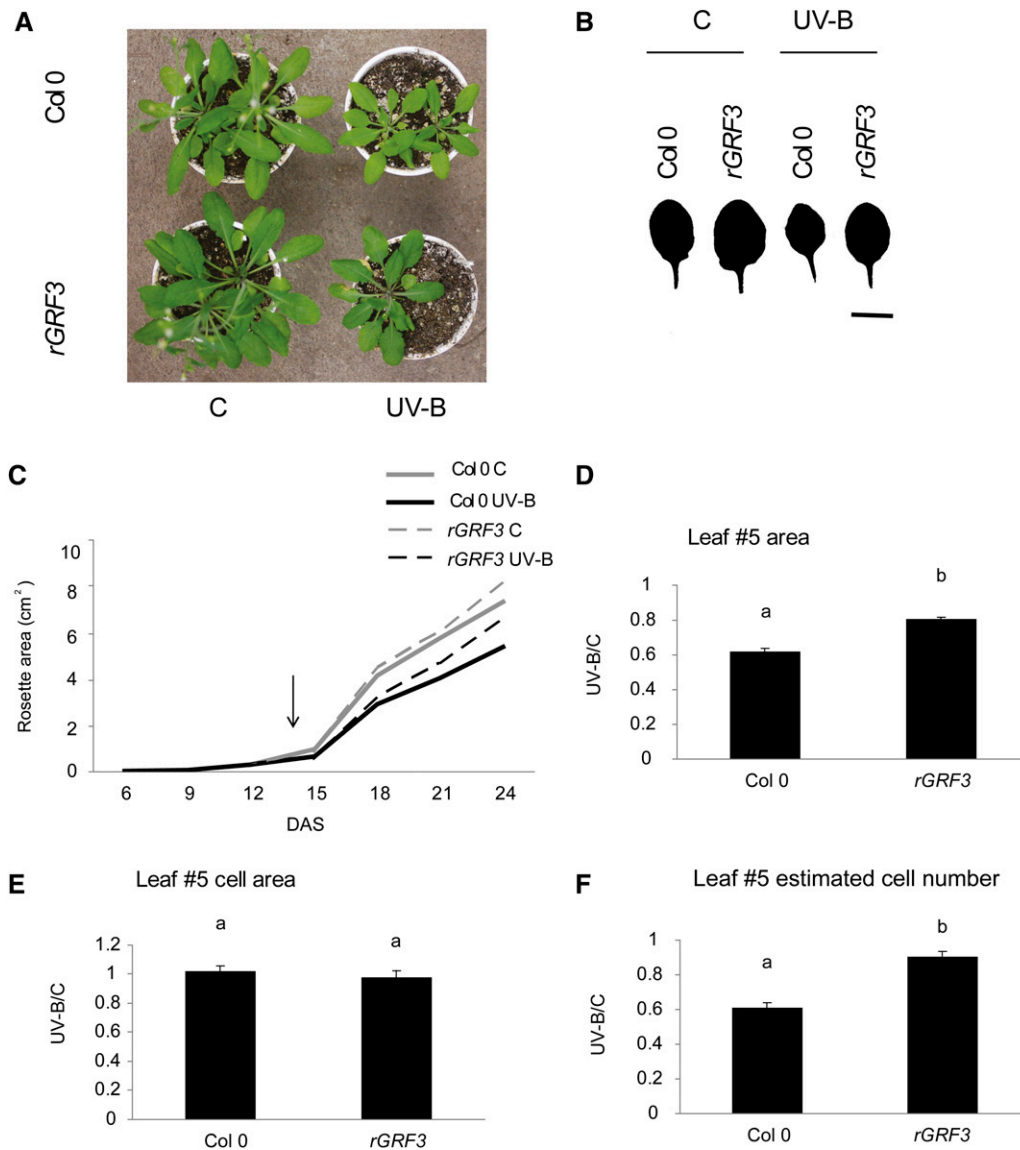 A
Col 0
rGRF3
C
UV-B
B
C
UV-B
Col 0
rGRF3
Col 0
rGRF3
C
Col 0 C
Col 0 UV-B
rGRF3 C
rGRF3 UV-B
Rosette area (cm²)
10
8
6
4
2
0
6 9 12 15 18 21 24
DAS
D
Leaf #5 area
UV-B/C
1
0.8
0.6
0.4
0.2
0
a
b
Col 0
rGRF3
E
Leaf #5 cell area
UV-B/C
1.2
1
0.8
0.6
0.4
0.2
0
a
a
Col 0
rGRF3
F
Leaf #5 estimated cell number
UV-B/C
1
0.8
0.6
0.4
0.2
0
a
b
Col 0
rGRF3